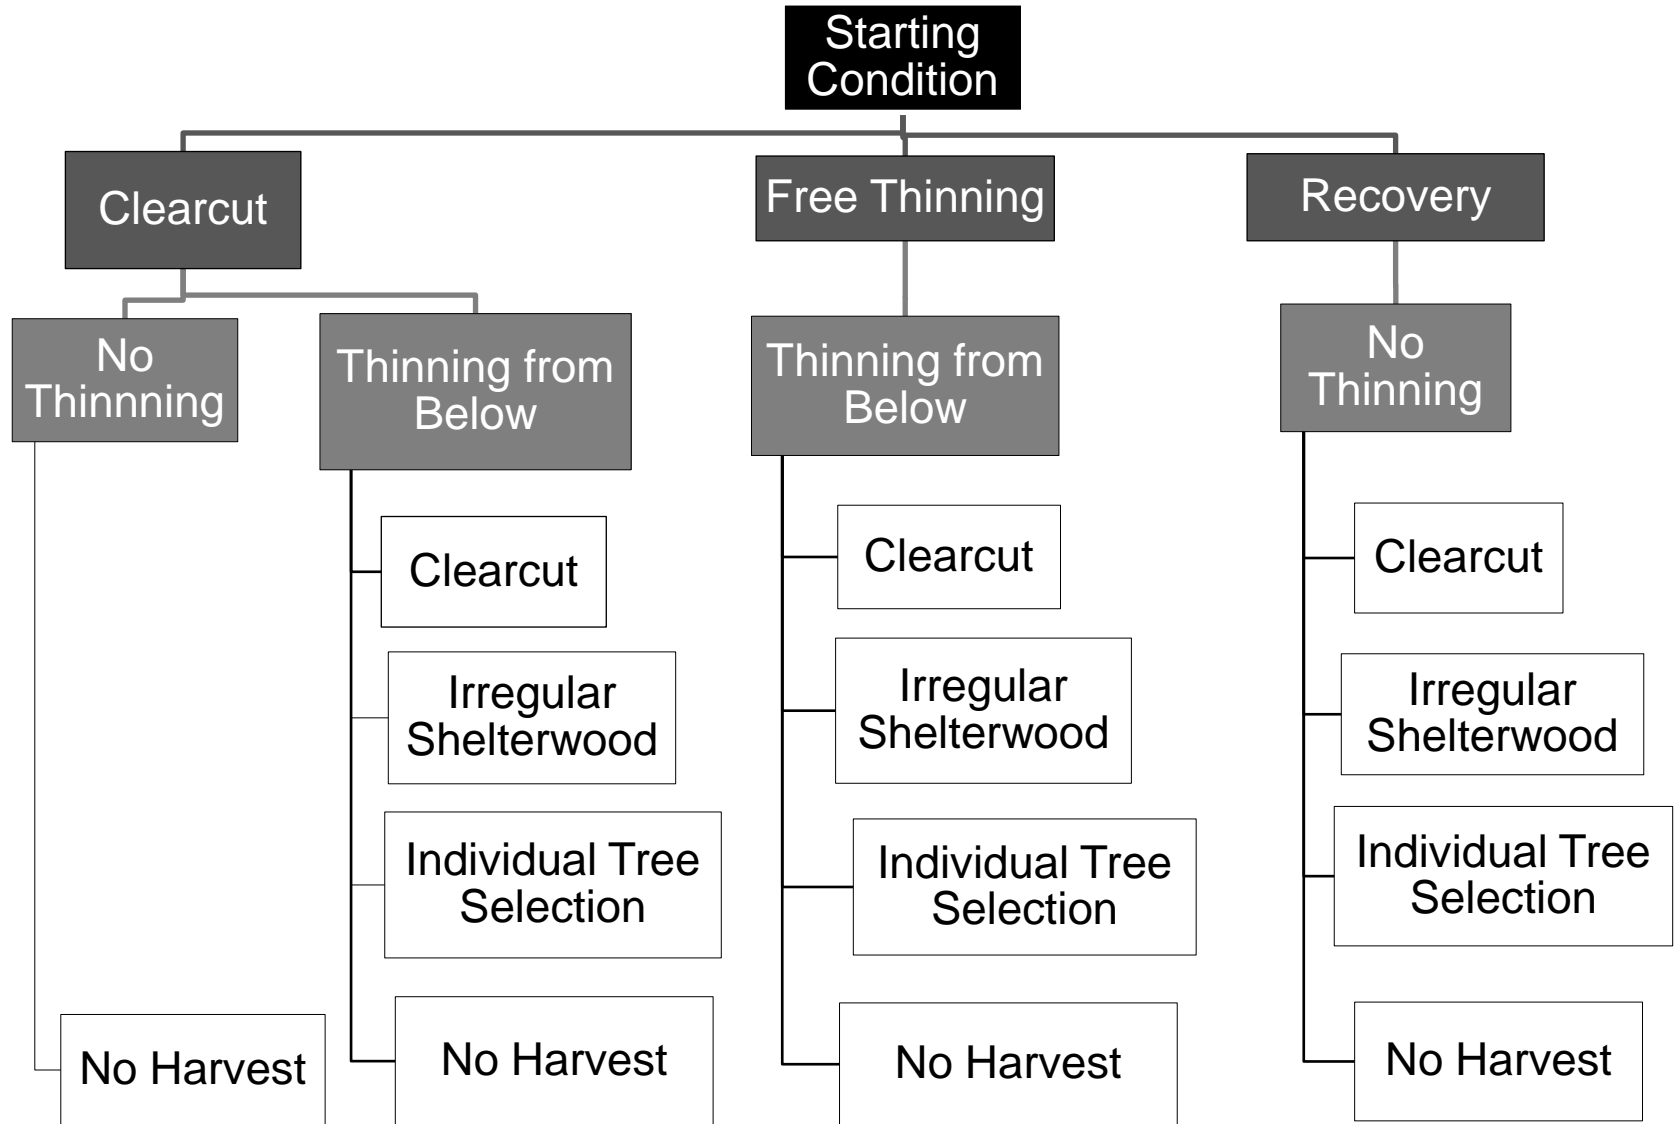 Starting
Condition
Clearcut
Free Thinning
Recovery
No
Thinnning
Thinning from
Below
Thinning from
Below
No
Thinning
Clearcut
Clearcut
Clearcut
Irregular
Shelterwood
Irregular
Shelterwood
Irregular
Shelterwood
Individual Tree
Selection
Individual Tree
Selection
Individual Tree
Selection
No Harvest
No Harvest
No Harvest
No Harvest